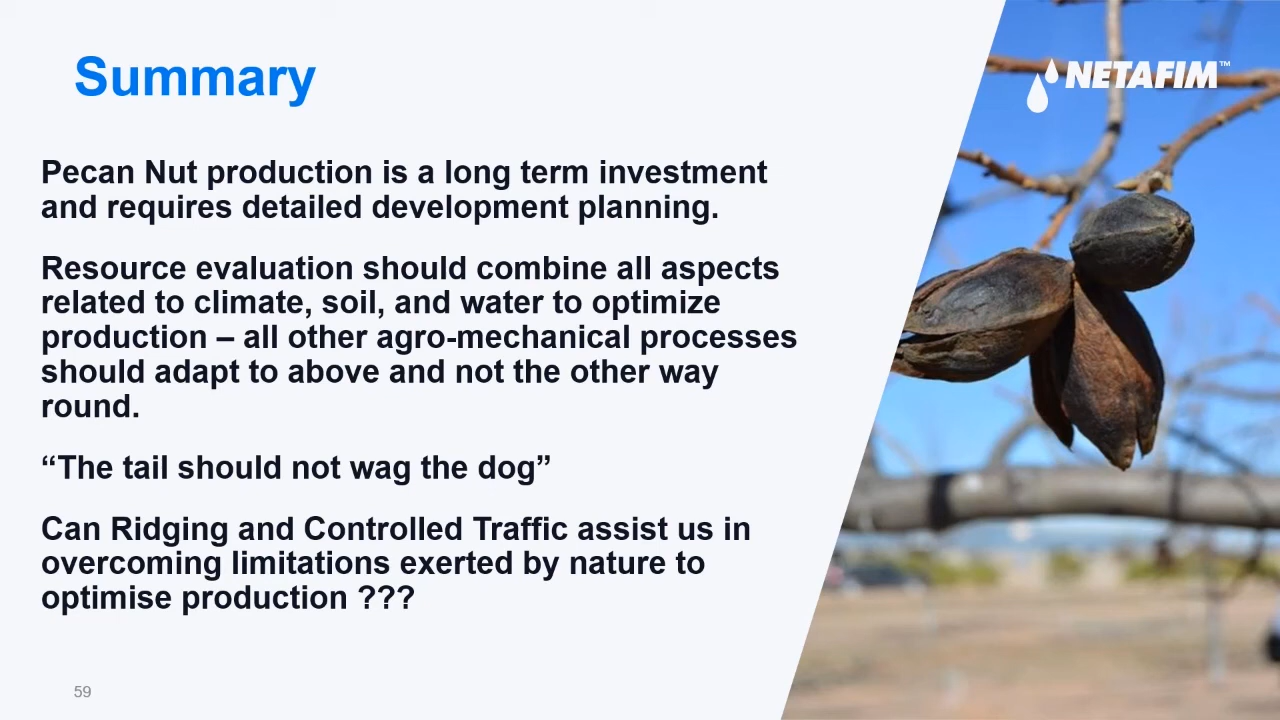 Summary
NETAFIM™
Pecan Nut production is a long term investment
and requires detailed development planning.
Resource evaluation should combine all aspects
related to climate, soil, and water to optimize
production – all other agro-mechanical processes
should adapt to above and not the other way
round.
“The tail should not wag the dog”
Can Ridging and Controlled Traffic assist us in
overcoming limitations exerted by nature to
optimise production ???
59